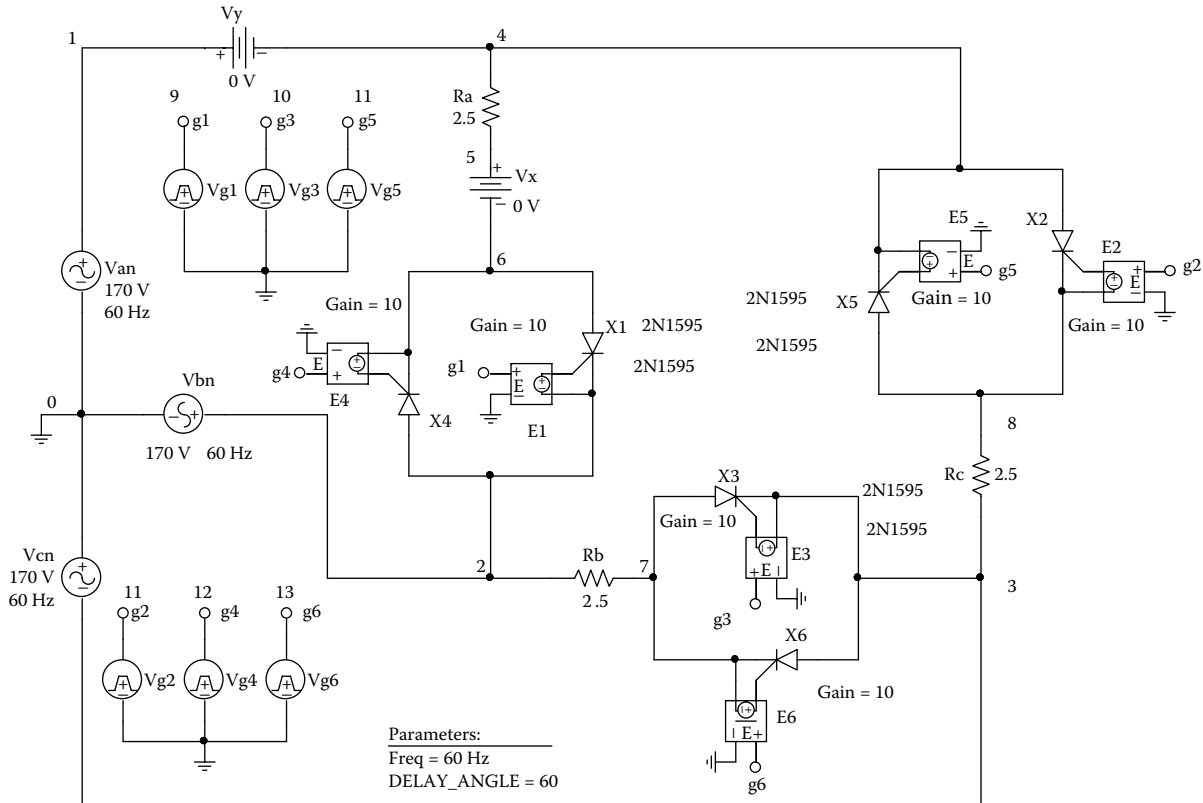 Vy
1
+
−
4
0 V
9
10
11
g1
g3
g5
Ra
2.5
5
+
Vx
−
0 V
Vg1
Vg3
Vg5
E5
X2
E2
−
E
+
g5
+
E
−
g2
Van
170 V
60 Hz
6
Gain = 10
Gain = 10
X1
2N1595
2N1595
2N1595
2N1595
X5
Gain = 10
Gain = 10
g4
−
E
+
E4
X4
g1
+
E
−
E1
0
Vbn
−
+
170 V 60 Hz
8
Rc
2.5
X3
2N1595
Gain = 10
2N1595
E3
+ E −
g3
Vcn
170 V
60 Hz
2
Rb
2 .5
7
3
11
12
13
g2
g4
g6
Vg2
Vg4
Vg6
X6
Gain = 10
E6
− E+
g6
Parameters:
Freq = 60 Hz
DELAY_ANGLE = 60